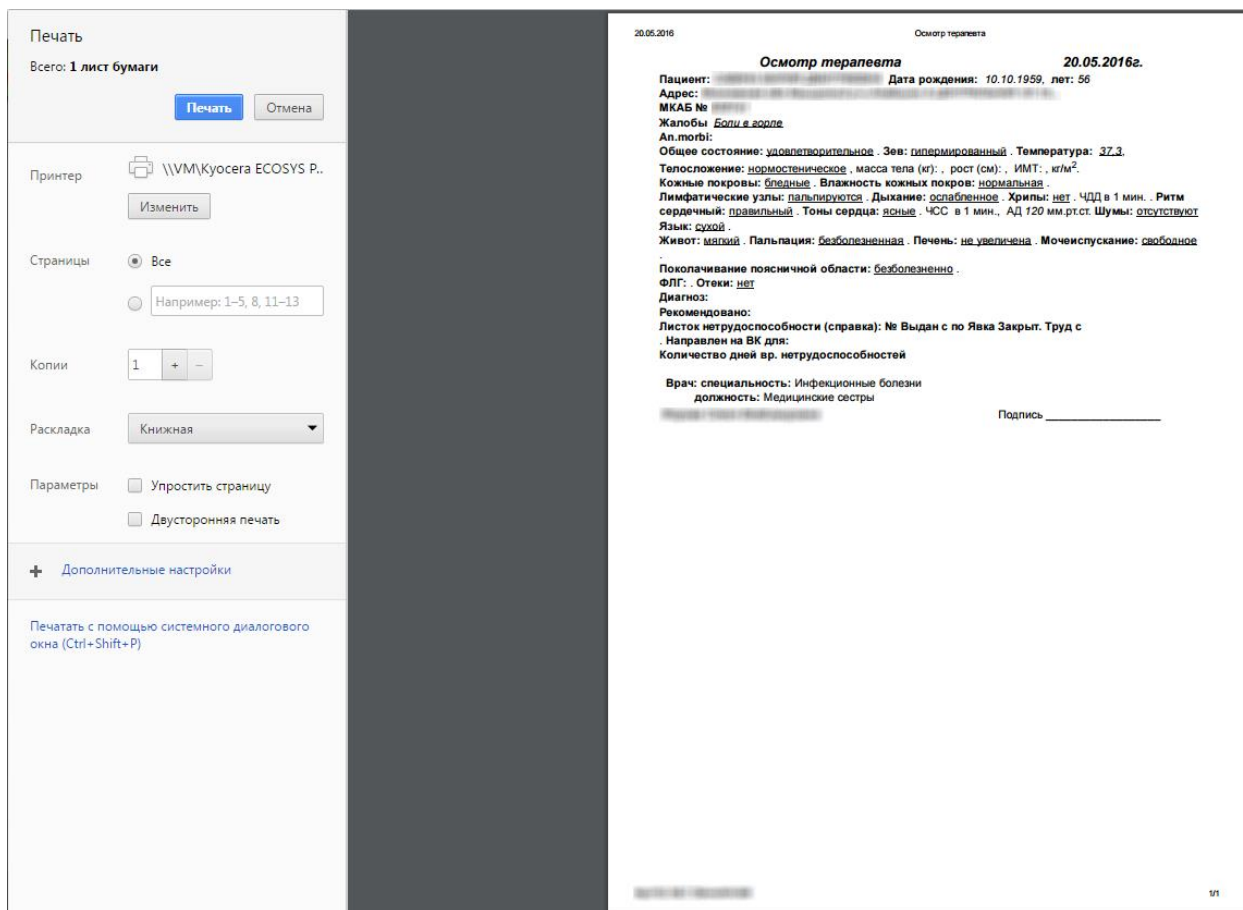 Печать
Всего: 1 лист бумаги
Печать Отмена
Принтер \\VM\Kyocera ECOSYS P..
Изменить
Страницы Все
Например: 1–5, 8, 11–13
Копии 1 + –
Раскладка Книжная
Параметры Упростить страницу
Двусторонняя печать
+ Дополнительные настройки
Печатать с помощью системного диалогового
окна (Ctrl+Shift+P)
20.05.2016 Осмотр терапевта
Осмотр терапевта 20.05.2016г.
Пациент: Дата рождения: 10.10.1959, лет: 56
Адрес:
МКАБ №
Жалобы Боли в горле
An.morbi:
Общее состояние: удовлетворительное . Зев: гипермированный . Температура: 37,3,
Телосложение: нормостеническое , масса тела (кг): , рост (см): , ИМТ: , кг/м².
Кожные покровы: бледные . Влажность кожных покров: нормальная .
Лимфатические узлы: пальпируются . Дыхание: ослабленное . Хрипы: нет . ЧДД в 1 мин. . Ритм
сердечный: правильный . Тоны сердца: ясные . ЧСС в 1 мин., АД 120 мм.рт.ст. Шумы: отсутствуют
Язык: сухой .
Живот: мягкий . Пальпация: безболезненная . Печень: не увеличена . Мочеиспускание: свободное
.
Поколачивание поясничной области: безболезненно .
ФЛГ: . Отеки: нет
Диагноз:
Рекомендовано:
Листок нетрудоспособности (справка): № Выдан с по Явка Закрыт. Труд с
. Направлен на ВК для:
Количество дней вр. нетрудоспособностей
Врач: специальность: Инфекционные болезни
должность: Медицинские сестры
Подпись ___________________
1/1